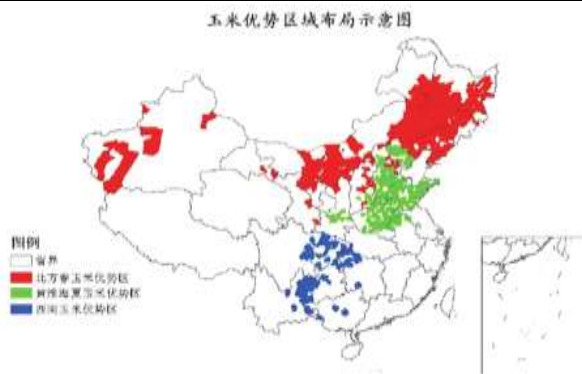 玉米优势区域布局示意图
图例
省界
北方春玉米优势区
黄淮海夏玉米优势区
西南玉米优势区